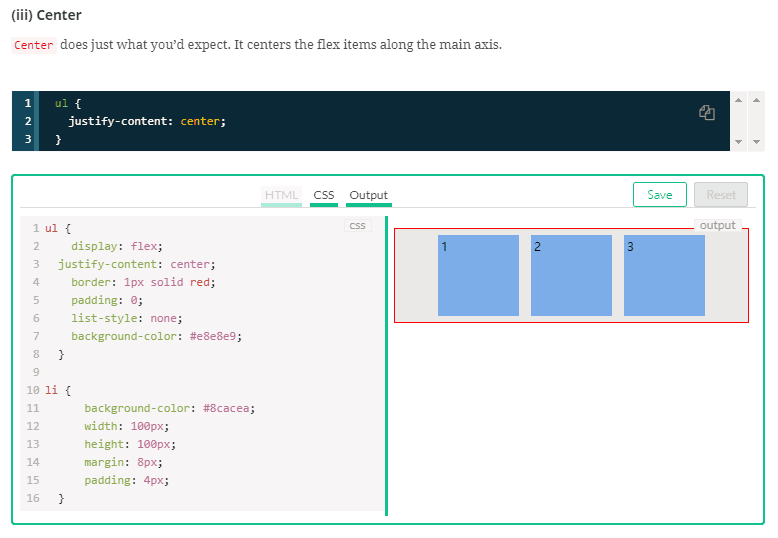 (iii) Center
Center does just what you’d expect. It centers the flex items along the main axis.
1 ul {
2 justify-content: center;
3 }
HTML CSS Output Save Reset
css
1 ul {
2 display: flex;
3 justify-content: center;
4 border: 1px solid red;
5 padding: 0;
6 list-style: none;
7 background-color: #e8e8e9;
8 }
9
10 li {
11 background-color: #8cacea;
12 width: 100px;
13 height: 100px;
14 margin: 8px;
15 padding: 4px;
16 }
output
1 2 3